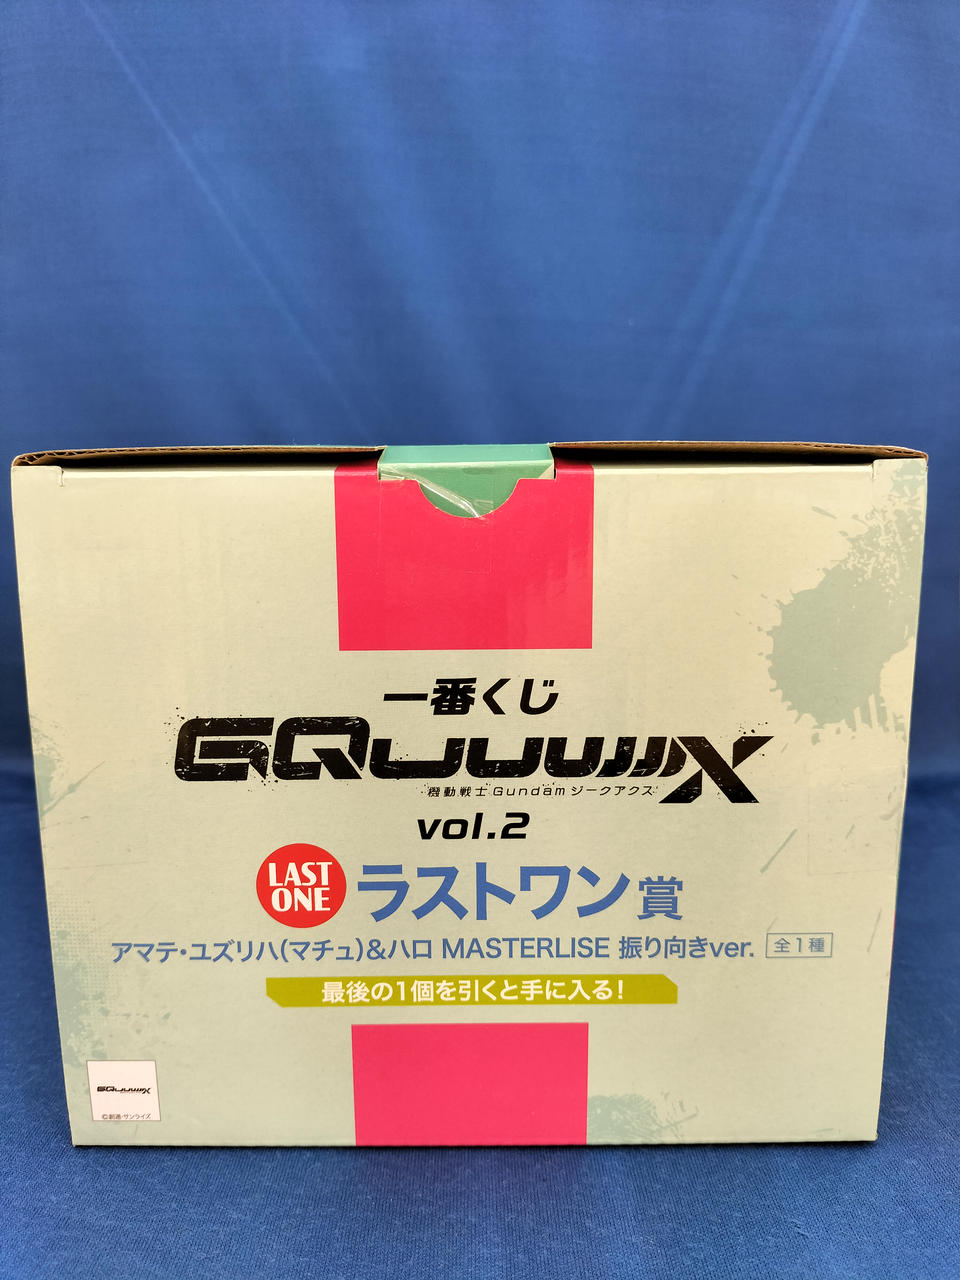 一番くじ
GQuuuuuuX
機動戦士Gundamジークアクス
vol.2
LAST
ONE
ラストワン賞
アマテ・ユズリハ(マチュ)&ハロ MASTERLISE 振り向きver. 全1種
最後の1個を引くと手に入る!
GQuuuuuuX
©創通・サンライズ